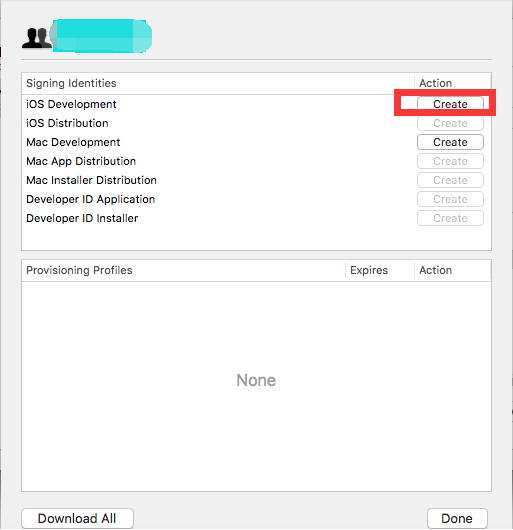 Signing Identities Action
iOS Development Create
iOS Distribution Create
Mac Development Create
Mac App Distribution Create
Mac Installer Distribution Create
Developer ID Application Create
Developer ID Installer Create
Provisioning Profiles Expires Action
None
Download All Done